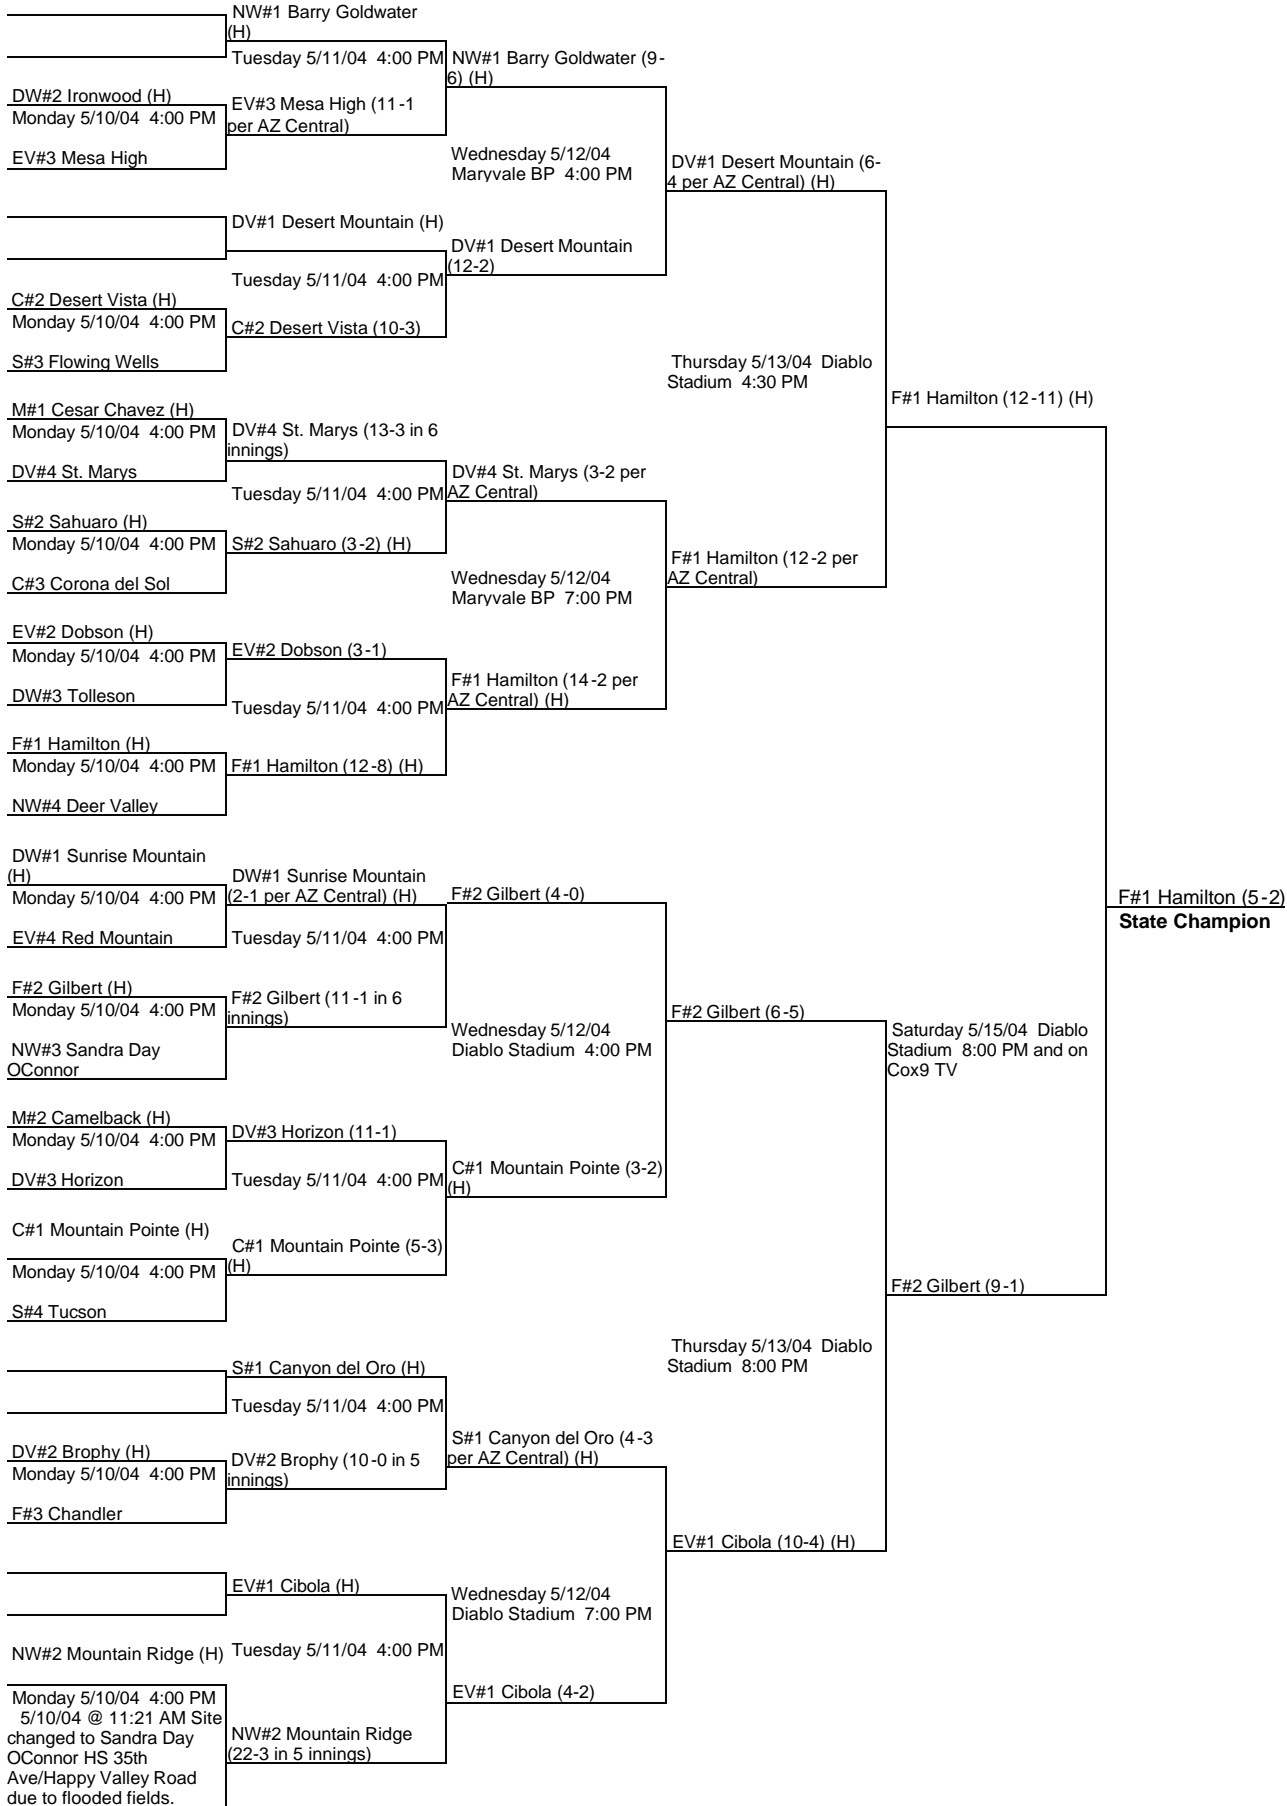 NW#1 Barry Goldwater
(H)
Tuesday 5/11/04 4:00 PM
NW#1 Barry Goldwater (9-
6) (H)
DW#2 Ironwood (H)
Monday 5/10/04 4:00 PM
EV#3 Mesa High (11-1
per AZ Central)
EV#3 Mesa High
Wednesday 5/12/04
Maryvale BP 4:00 PM
DV#1 Desert Mountain (6-
4 per AZ Central) (H)
DV#1 Desert Mountain (H)
DV#1 Desert Mountain
(12-2)
Tuesday 5/11/04 4:00 PM
C#2 Desert Vista (H)
Monday 5/10/04 4:00 PM
C#2 Desert Vista (10-3)
S#3 Flowing Wells
Thursday 5/13/04 Diablo
Stadium 4:30 PM
F#1 Hamilton (12-11) (H)
M#1 Cesar Chavez (H)
Monday 5/10/04 4:00 PM
DV#4 St. Marys (13-3 in 6
innings)
DV#4 St. Marys
DV#4 St. Marys (3-2 per
AZ Central)
Tuesday 5/11/04 4:00 PM
S#2 Sahuaro (H)
Monday 5/10/04 4:00 PM
S#2 Sahuaro (3-2) (H)
C#3 Corona del Sol
F#1 Hamilton (12-2 per
AZ Central)
Wednesday 5/12/04
Maryvale BP 7:00 PM
EV#2 Dobson (H)
Monday 5/10/04 4:00 PM
EV#2 Dobson (3-1)
DW#3 Tolleson
F#1 Hamilton (14-2 per
AZ Central) (H)
Tuesday 5/11/04 4:00 PM
F#1 Hamilton (H)
Monday 5/10/04 4:00 PM
F#1 Hamilton (12-8) (H)
NW#4 Deer Valley
DW#1 Sunrise Mountain
(H)
Monday 5/10/04 4:00 PM
DW#1 Sunrise Mountain
(2-1 per AZ Central) (H)
F#2 Gilbert (4-0)
F#1 Hamilton (5-2)
State Champion
EV#4 Red Mountain
Tuesday 5/11/04 4:00 PM
F#2 Gilbert (H)
Monday 5/10/04 4:00 PM
F#2 Gilbert (11-1 in 6
innings)
NW#3 Sandra Day
OConnor
F#2 Gilbert (6-5)
Wednesday 5/12/04
Diablo Stadium 4:00 PM
Saturday 5/15/04 Diablo
Stadium 8:00 PM and on
Cox9 TV
M#2 Camelback (H)
Monday 5/10/04 4:00 PM
DV#3 Horizon (11-1)
DV#3 Horizon
Tuesday 5/11/04 4:00 PM
C#1 Mountain Pointe (3-2)
(H)
C#1 Mountain Pointe (H)
Monday 5/10/04 4:00 PM
C#1 Mountain Pointe (5-3)
(H)
S#4 Tucson
F#2 Gilbert (9-1)
Thursday 5/13/04 Diablo
Stadium 8:00 PM
S#1 Canyon del Oro (H)
Tuesday 5/11/04 4:00 PM
S#1 Canyon del Oro (4-3
per AZ Central) (H)
DV#2 Brophy (H)
Monday 5/10/04 4:00 PM
DV#2 Brophy (10-0 in 5
innings)
F#3 Chandler
EV#1 Cibola (10-4) (H)
EV#1 Cibola (H)
Wednesday 5/12/04
Diablo Stadium 7:00 PM
NW#2 Mountain Ridge (H)
Tuesday 5/11/04 4:00 PM
EV#1 Cibola (4-2)
Monday 5/10/04 4:00 PM
5/10/04 @ 11:21 AM Site
changed to Sandra Day
OConnor HS 35th
Ave/Happy Valley Road
due to flooded fields.
NW#2 Mountain Ridge
(22-3 in 5 innings)